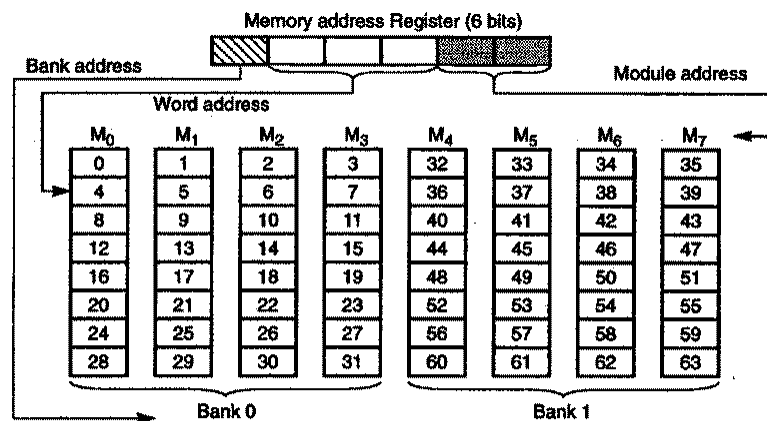 Memory address Register (6 bits)
Bank address
Module address
Word address
M0 M1 M2 M3 M4 M5 M6 M7
0 1 2 3 32 33 34 35
4 5 6 7 36 37 38 39
8 9 10 11 40 41 42 43
12 13 14 15 44 45 46 47
16 17 18 19 48 49 50 51
20 21 22 23 52 53 54 55
24 25 26 27 56 57 58 59
28 29 30 31 60 61 62 63
Bank 0 Bank 1